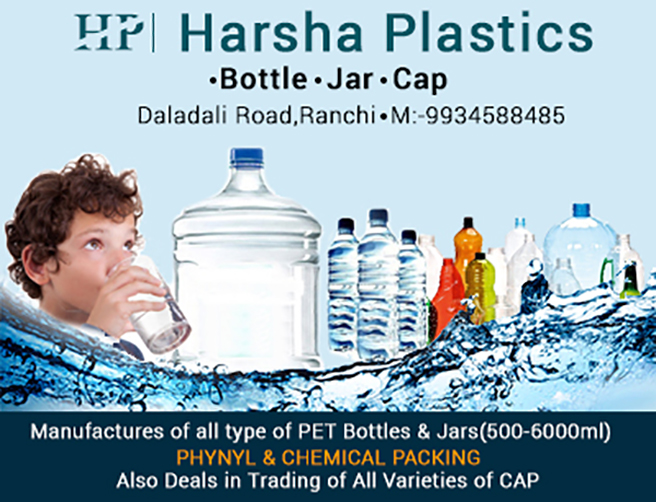 HP| Harsha Plastics
•Bottle•Jar•Cap
Daladali Road,Ranchi•M:-9934588485
Manufactures of all type of PET Bottles & Jars(500-6000ml)
PHYNYL & CHEMICAL PACKING
Also Deals in Trading of All Varieties of CAP